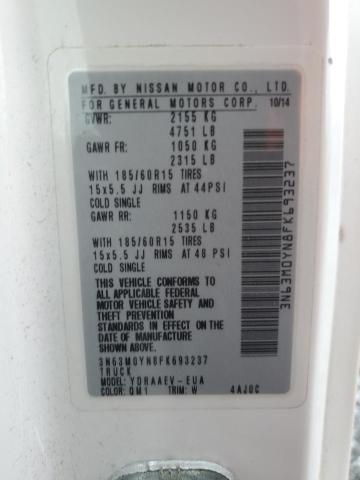 MFD. BY NISSAN MOTOR CO., LTD.
FOR GENERAL MOTORS CORP. 10/14
GVWR: 2155 KG
4751 LB
GAWR FR: 1050 KG
2315 LB
WITH 185/60R15 TIRES
15x5.5 JJ RIMS AT 44PSI
COLD SINGLE
GAWR RR: 1150 KG
2535 LB
WITH 185/60R15 TIRES
15x5.5 JJ RIMS AT 48 PSI
COLD SINGLE
THIS VEHICLE CONFORMS TO
ALL APPLICABLE FEDERAL
MOTOR VEHICLE SAFETY AND
THEFT PREVENTION
STANDARDS IN EFFECT ON
THE DATE OF MANUFACTURE
SHOWN ABOVE.
3N63M0YN8FK693237
TRUCK
MODEL: YDRAAEV-EUA
COLOR: QM1 TRIM: W 4AJ0C
3N63M0YN8FK693237